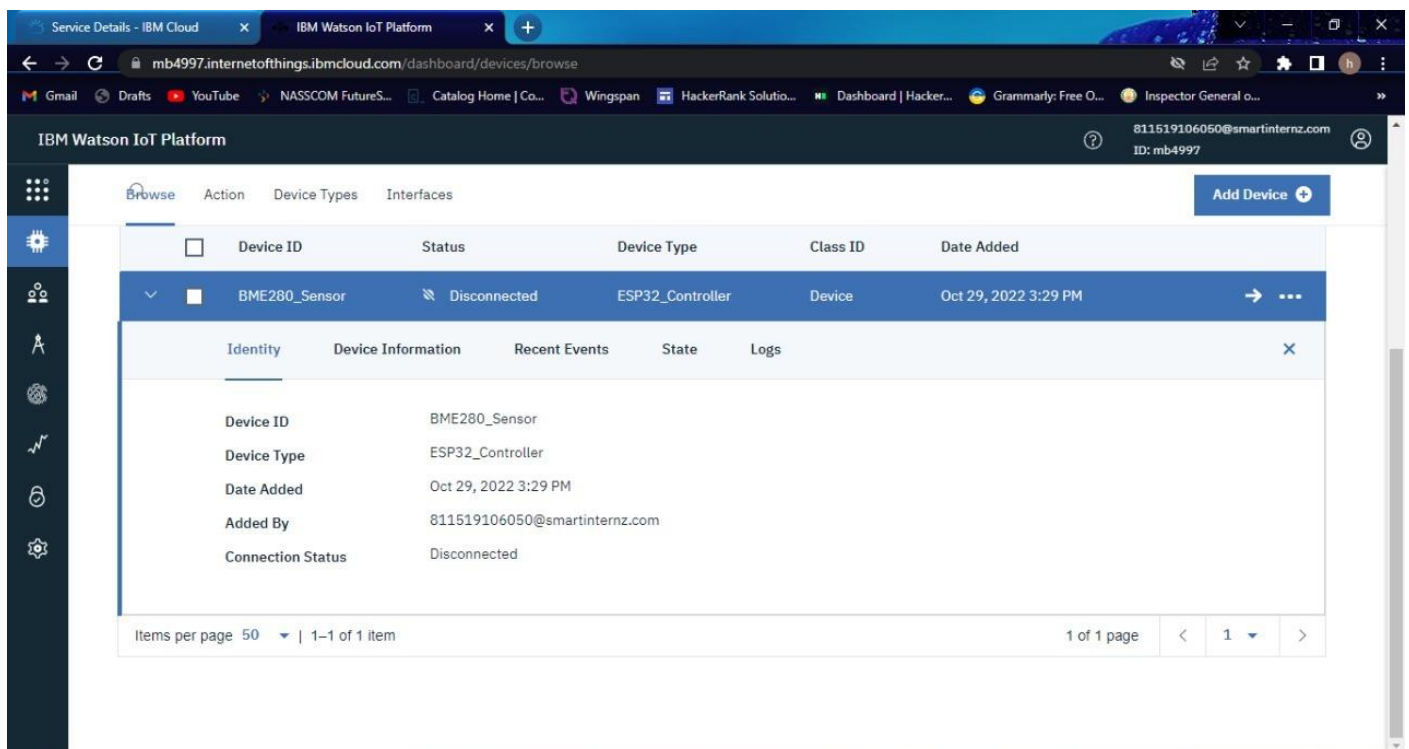 Service Details - IBM Cloud
IBM Watson IoT Platform
mb4997.internetofthings.ibmcloud.com/dashboard/devices/browse
h
Gmail Drafts YouTube NASSCOM FutureS... Catalog Home | Co... Wingspan HackerRank Solutio... Dashboard | Hacker... Grammarly: Free O... Inspector General o... »
IBM Watson IoT Platform
811519106050@smartinternz.com
ID: mb4997
Browse Action Device Types Interfaces Add Device
Device ID Status Device Type Class ID Date Added
BME280_Sensor Disconnected ESP32_Controller Device Oct 29, 2022 3:29 PM
Identity Device Information Recent Events State Logs
Device ID BME280_Sensor
Device Type ESP32_Controller
Date Added Oct 29, 2022 3:29 PM
Added By 811519106050@smartinternz.com
Connection Status Disconnected
Items per page 50 | 1–1 of 1 item 1 of 1 page 1